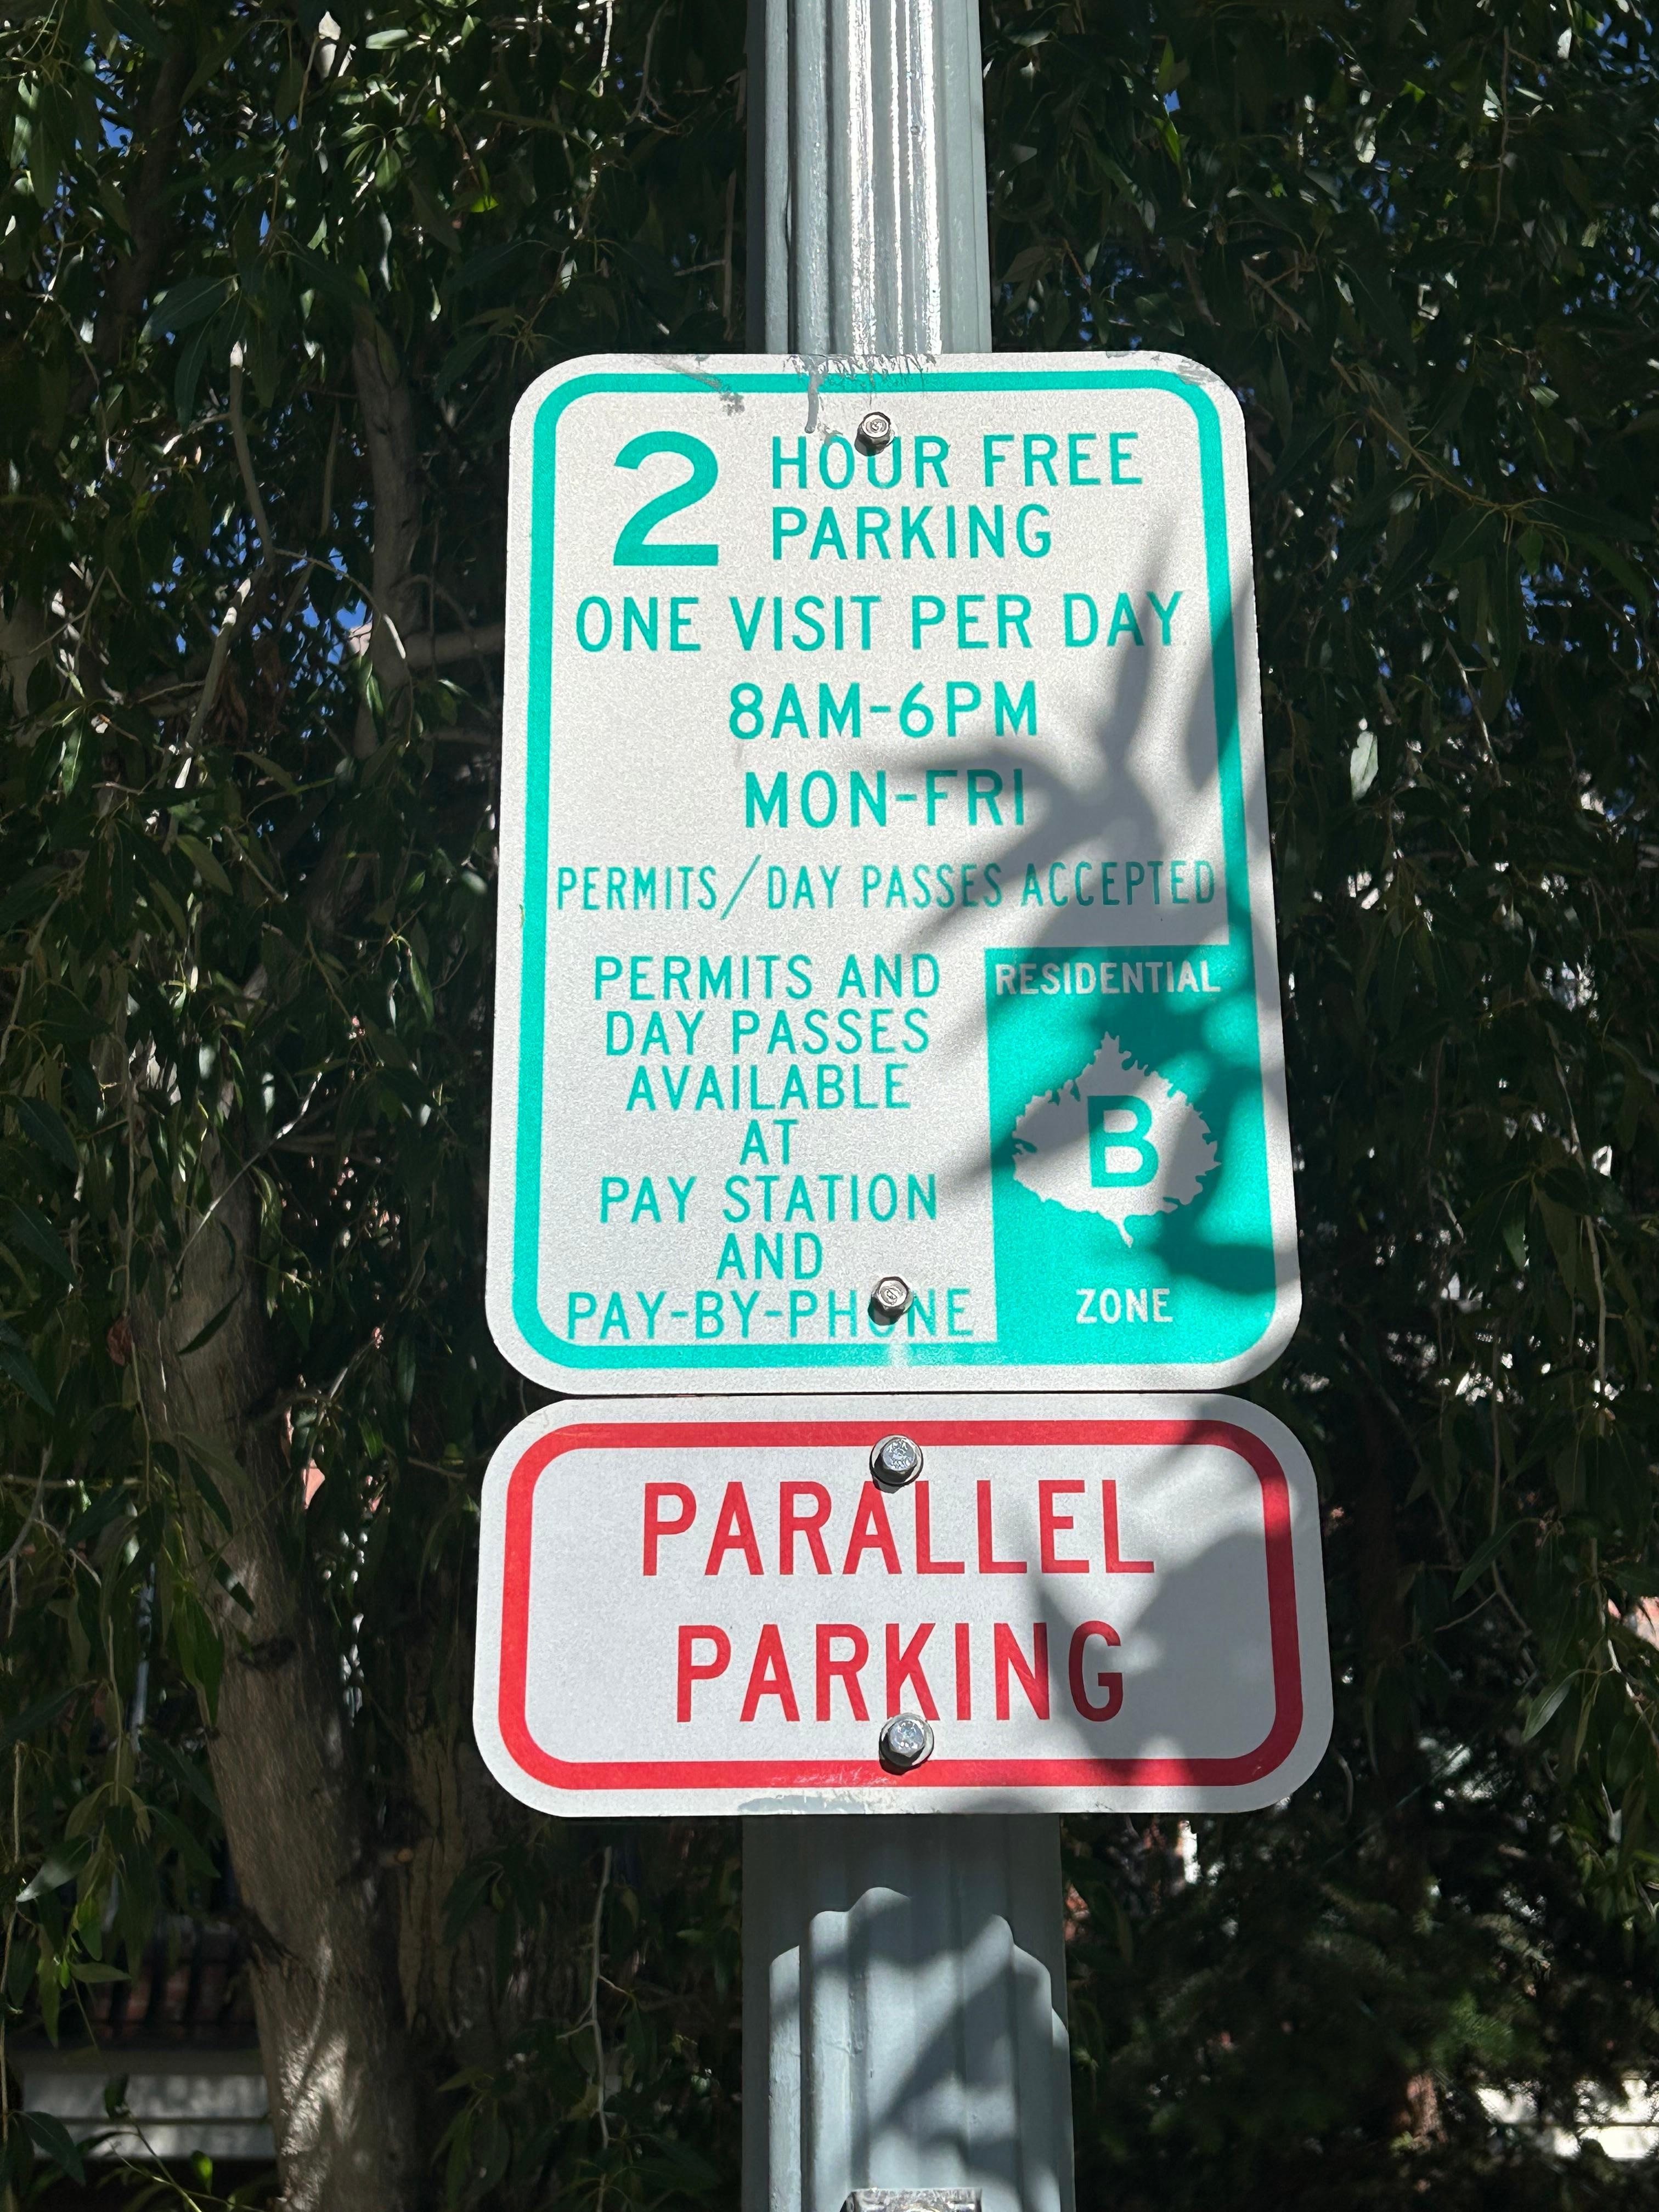 2 HOUR FREE
PARKING
ONE VISIT PER DAY
8AM-6PM
MON-FRI
PERMITS/DAY PASSES ACCEPTED
PERMITS AND
DAY PASSES
AVAILABLE
AT
PAY STATION
AND
PAY-BY-PHONE
RESIDENTIAL
B
ZONE
PARALLEL
PARKING